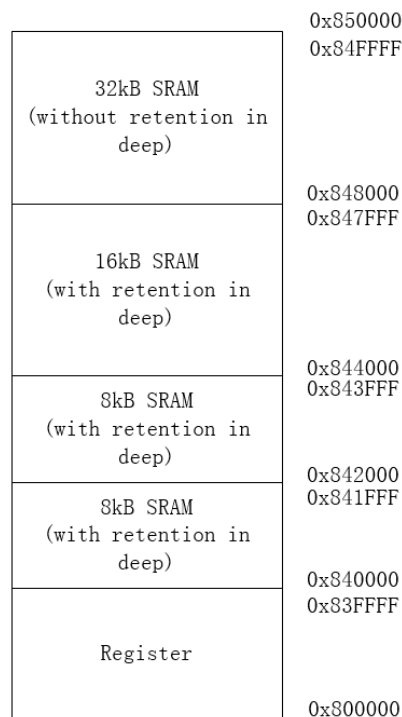 0x850000
0x84FFFF
32kB SRAM
(without retention in
deep)
0x848000
0x847FFF
16kB SRAM
(with retention in
deep)
0x844000
0x843FFF
8kB SRAM
(with retention in
deep)
0x842000
0x841FFF
8kB SRAM
(with retention in
deep)
0x840000
0x83FFFF
Register
0x800000